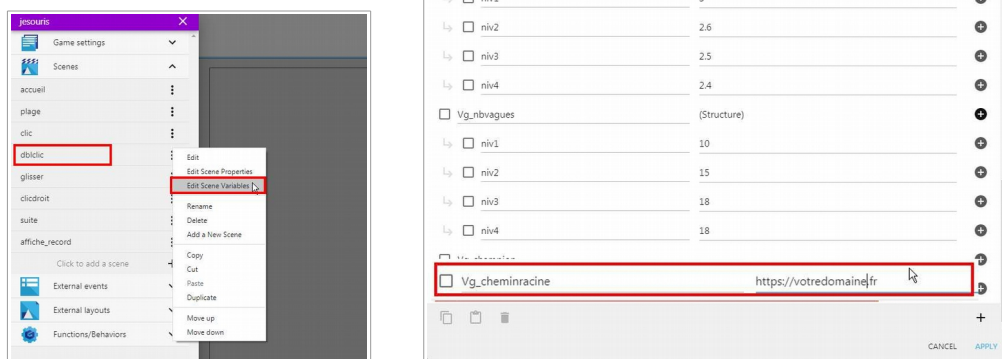 jesouris
Game settings
Scenes
accueil
plage
clic
dblclic
glisser
clicdroit
suite
affiche_record
Click to add a scene
External events
External layouts
Functions/Behaviors
Edit
Edit Scene Properties
Edit Scene Variables
Rename
Delete
Add a New Scene
Copy
Cut
Paste
Duplicate
Move up
Move down
niv2 2.6
niv3 2.5
niv4 2.4
Vg_nbvagues (Structure)
niv1 10
niv2 15
niv3 18
niv4 18
Vg_cheminracine https://votredomaine.fr
CANCEL APPLY